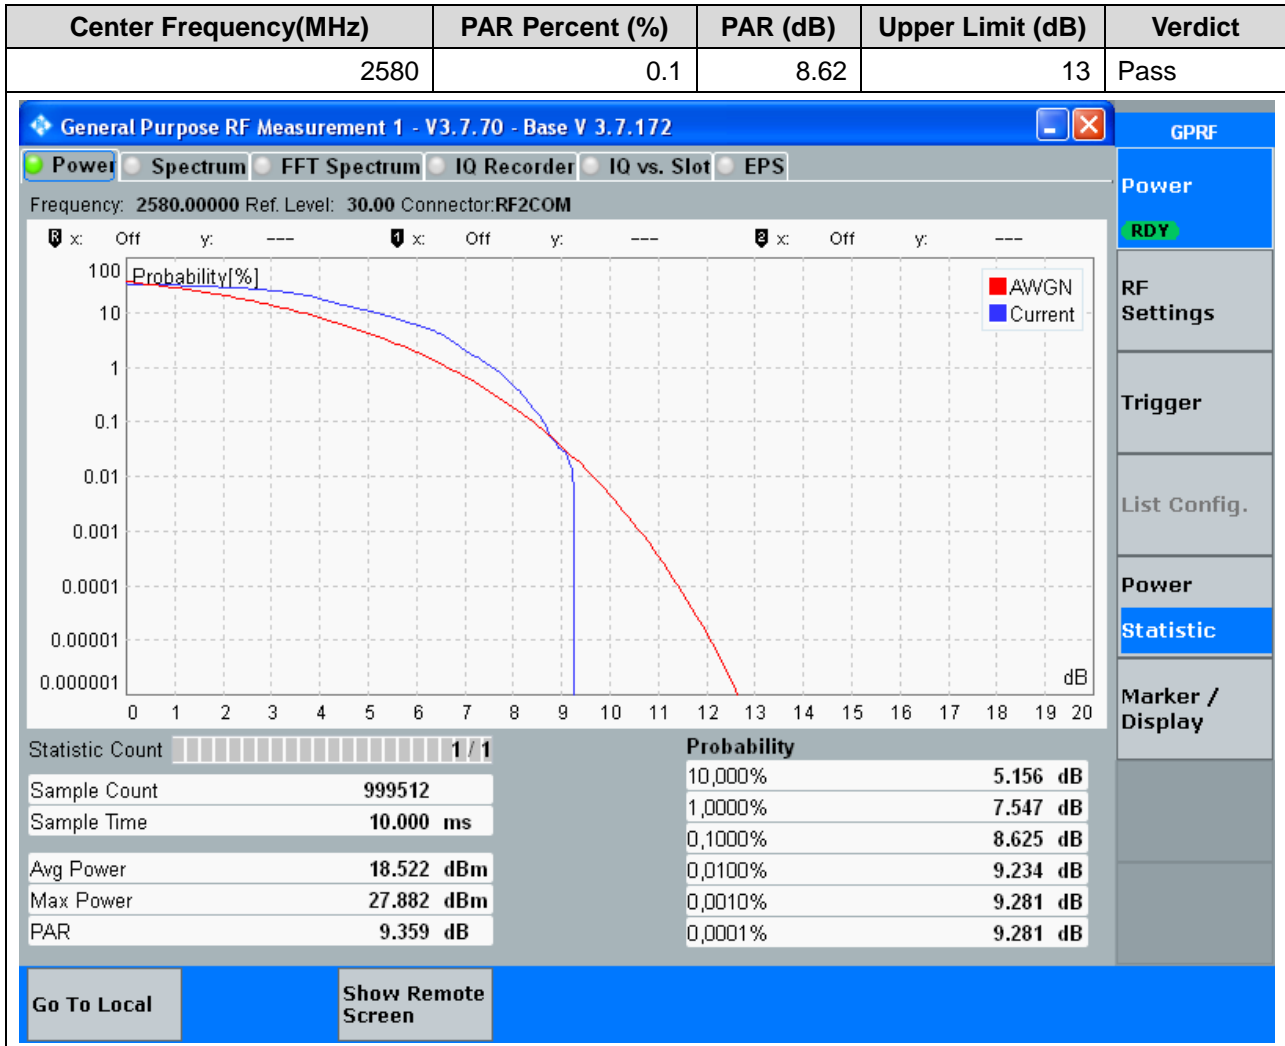 Center Frequency(MHz) PAR Percent (%) PAR (dB) Upper Limit (dB) Verdict
2580 0.1 8.62 13 Pass
General Purpose RF Measurement 1 - V3.7.70 - Base V 3.7.172
GPRF
Power Spectrum FFT Spectrum IQ Recorder IQ vs. Slot EPS
Frequency: 2580.00000 Ref. Level: 30.00 Connector:RF2COM
R x: Off y: --- 1 x: Off y: --- 2 x: Off y: ---
Probability[%]
AWGN
Current
100
10
1
0.1
0.01
0.001
0.0001
0.00001
0.000001
dB
0 1 2 3 4 5 6 7 8 9 10 11 12 13 14 15 16 17 18 19 20
Statistic Count 1 / 1
Sample Count 999512
Sample Time 10.000 ms
Avg Power 18.522 dBm
Max Power 27.882 dBm
PAR 9.359 dB
Probability
10,000% 5.156 dB
1,0000% 7.547 dB
0,1000% 8.625 dB
0,0100% 9.234 dB
0,0010% 9.281 dB
0,0001% 9.281 dB
Power
RDY
RF
Settings
Trigger
List Config.
Power
Statistic
Marker /
Display
Go To Local
Show Remote
Screen